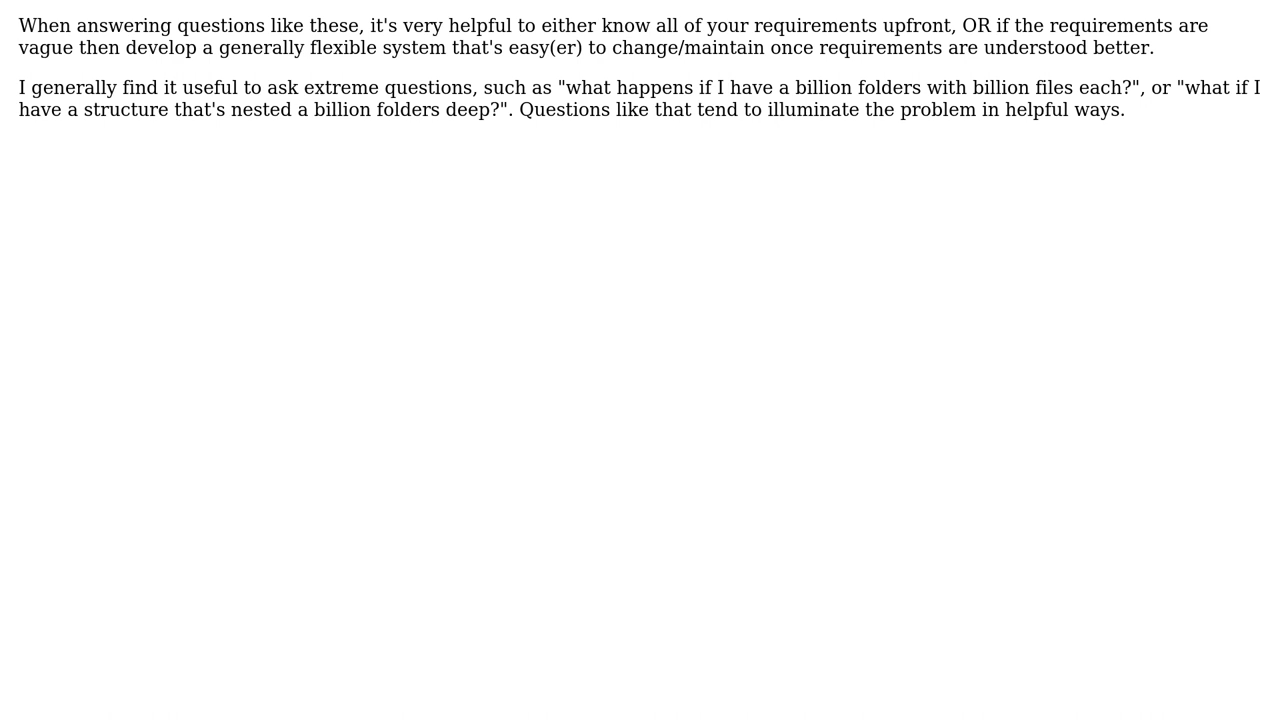 When answering questions like these, it's very helpful to either know all of your requirements upfront, OR if the requirements are
vague then develop a generally flexible system that's easy(er) to change/maintain once requirements are understood better.
I generally find it useful to ask extreme questions, such as "what happens if I have a billion folders with billion files each?", or "what if I
have a structure that's nested a billion folders deep?". Questions like that tend to illuminate the problem in helpful ways.